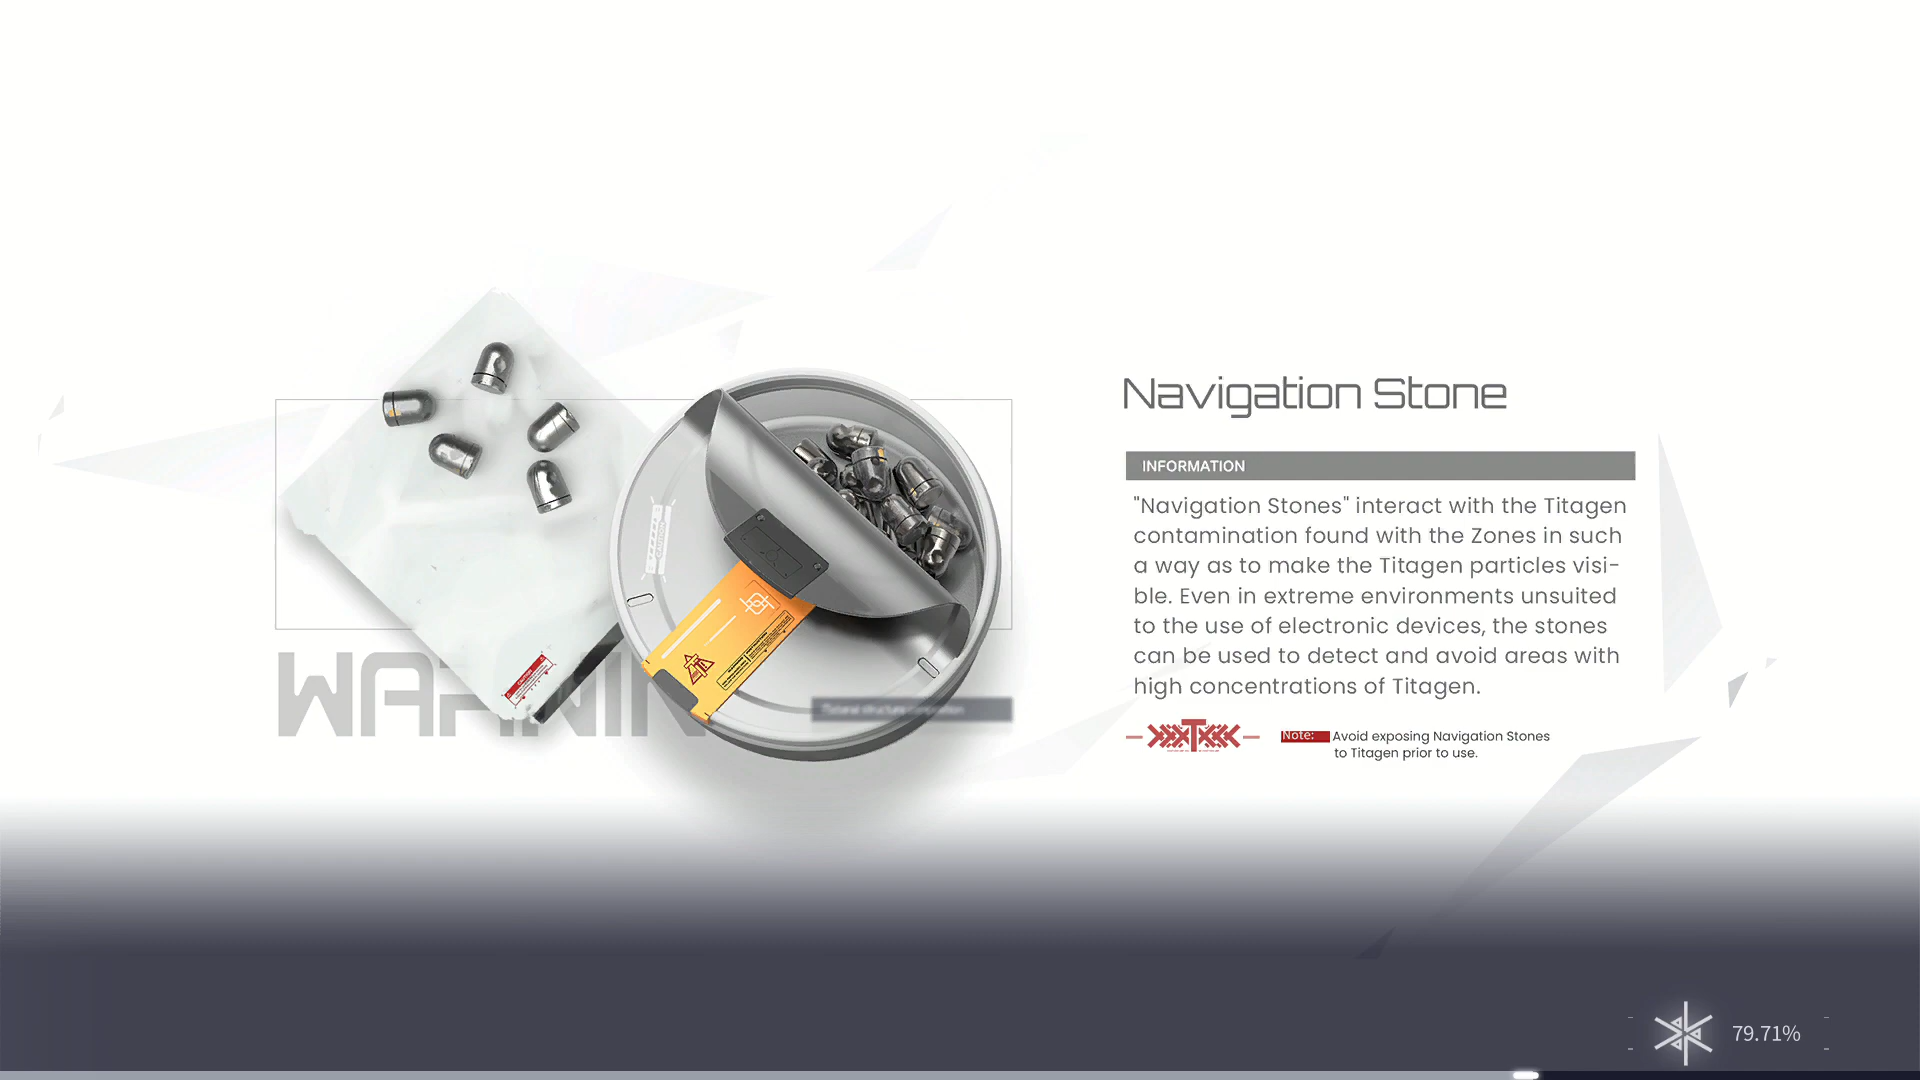 Navigation Stone
INFORMATION
"Navigation Stones" interact with the Titagen
contamination found with the Zones in such
a way as to make the Titagen particles visi-
ble. Even in extreme environments unsuited
to the use of electronic devices, the stones
can be used to detect and avoid areas with
high concentrations of Titagen.
Note: Avoid exposing Navigation Stones
to Titagen prior to use.
CAUTION
79.71%